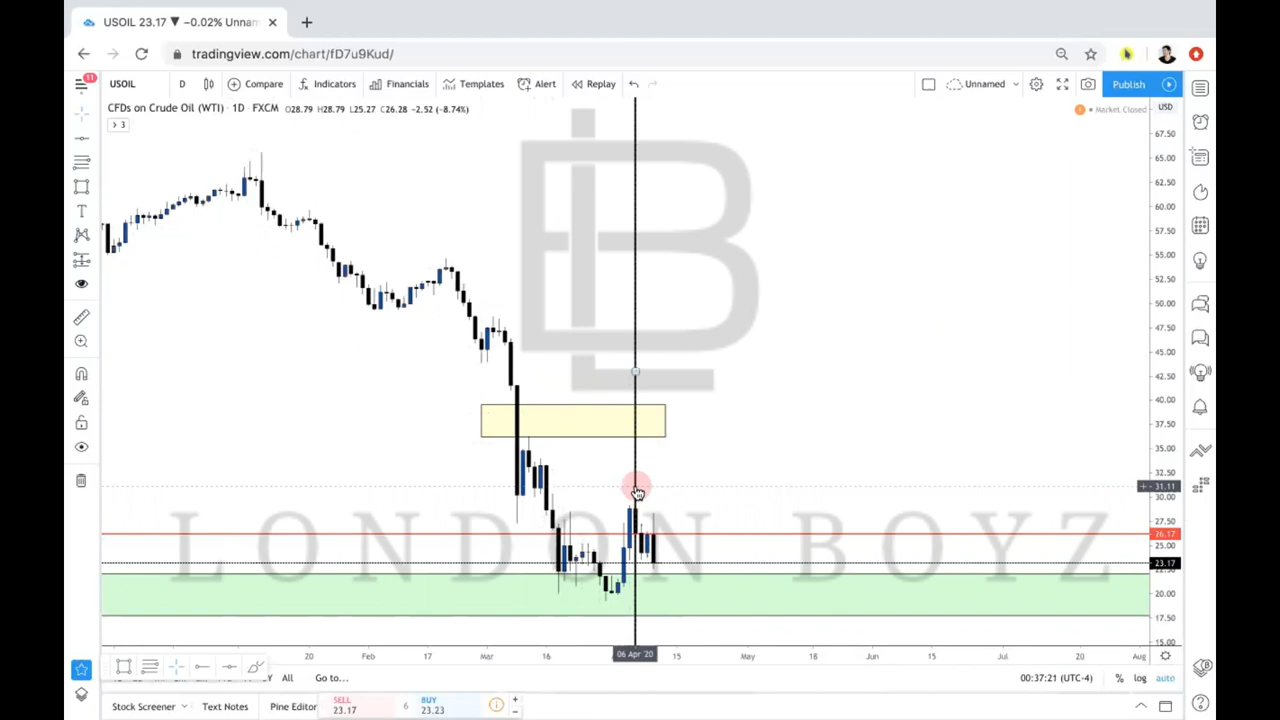 USOIL 23.17 ▼ −0.02% Unnam
tradingview.com/chart/fD7u9Kud/
11
USOIL D Compare Indicators Financials Templates Alert Replay Unnamed Publish
CFDs on Crude Oil (WTI) · 1D · FXCM O28.79 H28.79 L25.27 C26.28 −2.52 (−8.74%)
Market Closed
USD
3
67.50
65.00
62.50
60.00
57.50
55.00
52.50
50.00
47.50
45.00
42.50
40.00
37.50
35.00
32.50
31.11
30.00
27.50
26.17
25.00
23.17
20.00
17.50
15.00
LB
LONDON BOYZ
20 Feb 17 Mar 16 06 Apr '20 15 May 18 Jun 15 Jul 20 Aug
All Go to... 00:37:21 (UTC-4) % log auto
Stock Screener Text Notes Pine Editor
SELL
23.17
6
BUY
23.23